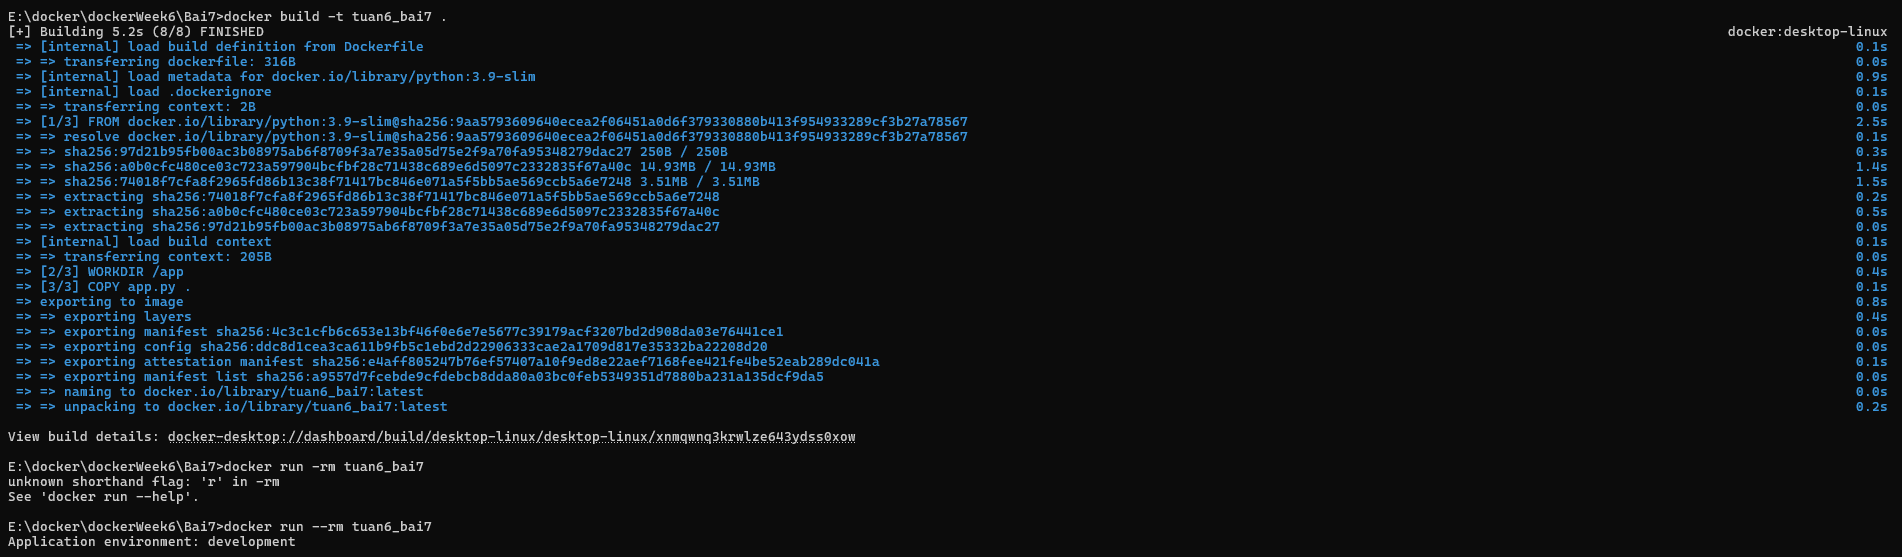 E:\docker\dockerWeek6\Bai7>docker build -t tuan6_bai7 .
[+] Building 5.2s (8/8) FINISHED docker:desktop-linux
=> [internal] load build definition from Dockerfile 0.1s
=> => transferring dockerfile: 316B 0.0s
=> [internal] load metadata for docker.io/library/python:3.9-slim 0.9s
=> [internal] load .dockerignore 0.1s
=> => transferring context: 2B 0.0s
=> [1/3] FROM docker.io/library/python:3.9-slim@sha256:9aa5793609640ecea2f06451a0d6f379330880b413f954933289cf3b27a78567 2.5s
=> => resolve docker.io/library/python:3.9-slim@sha256:9aa5793609640ecea2f06451a0d6f379330880b413f954933289cf3b27a78567 0.1s
=> => sha256:97d21b95fb00ac3b08975ab6f8709f3a7e35a05d75e2f9a70fa95348279dac27 250B / 250B 0.3s
=> => sha256:a0b0cfc480ce03c723a597904bcfbf28c71438c689e6d5097c2332835f67a40c 14.93MB / 14.93MB 1.4s
=> => sha256:74018f7cfa8f2965fd86b13c38f71417bc846e071a5f5bb5ae569ccb5a6e7248 3.51MB / 3.51MB 1.5s
=> => extracting sha256:74018f7cfa8f2965fd86b13c38f71417bc846e071a5f5bb5ae569ccb5a6e7248 0.2s
=> => extracting sha256:a0b0cfc480ce03c723a597904bcfbf28c71438c689e6d5097c2332835f67a40c 0.5s
=> => extracting sha256:97d21b95fb00ac3b08975ab6f8709f3a7e35a05d75e2f9a70fa95348279dac27 0.0s
=> [internal] load build context 0.1s
=> => transferring context: 205B 0.0s
=> [2/3] WORKDIR /app 0.4s
=> [3/3] COPY app.py . 0.1s
=> exporting to image 0.8s
=> => exporting layers 0.4s
=> => exporting manifest sha256:4c3c1cfb6c653e13bf46f0e6e7e5677c39179acf3207bd2d908da03e76441ce1 0.0s
=> => exporting config sha256:ddc8d1cea3ca611b9fb5c1ebd2d22906333cae2a1709d817e35332ba22208d20 0.0s
=> => exporting attestation manifest sha256:e4aff805247b76ef57407a10f9ed8e22aef7168fee421fe4be52eab289dc041a 0.1s
=> => exporting manifest list sha256:a9557d7fcebde9cfdebcb8dda80a03bc0feb5349351d7880ba231a135dcf9da5 0.0s
=> => naming to docker.io/library/tuan6_bai7:latest 0.0s
=> => unpacking to docker.io/library/tuan6_bai7:latest 0.2s
View build details: docker-desktop://dashboard/build/desktop-linux/desktop-linux/xnmqwnq3krwlze643ydss0xow
E:\docker\dockerWeek6\Bai7>docker run -rm tuan6_bai7
unknown shorthand flag: 'r' in -rm
See 'docker run --help'.
E:\docker\dockerWeek6\Bai7>docker run --rm tuan6_bai7
Application environment: development